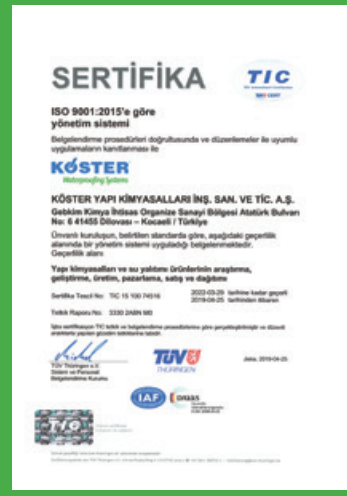 SERTİFİKA
TIC
ISO 9001:2015'e göre
yönetim sistemi
Belgelendirme prosedürleri doğrultusunda ve düzenlemeler ile uyumlu
uygulamaların kanıtlanması ile
KÖSTER
Waterproofing Systems
KÖSTER YAPI KİMYASALLARI İNŞ. SAN. VE TİC. A.Ş.
Gebkim Kimya İhtisas Organize Sanayi Bölgesi Atatürk Bulvarı
No: 6 41455 Dilovası – Kocaeli / Türkiye
Ünvanlı kuruluşun, belirtilen standarda göre, aşağıdaki geçerlilik
alanında bir yönetim sistemi uyguladığı belgelenmektedir.
Geçerlilik alanı
Yapı kimyasalları ve su yalıtımı ürünlerinin araştırma,
geliştirme, üretim, pazarlama, satış ve dağıtımı
Sertifika Tescil No: TIC 15 100 74516
2022-03-29 tarihine kadar geçerli
2019-04-25 tarihinden itibaren
Tetkik Raporu No: 3330 2ABN M0
TÜV Thüringen e.V.
Sistem ve Personel
Belgelendirme Kurumu
TÜV
THÜRINGEN
Jena, 2019-04-25
IAF
DAkkS
TIC